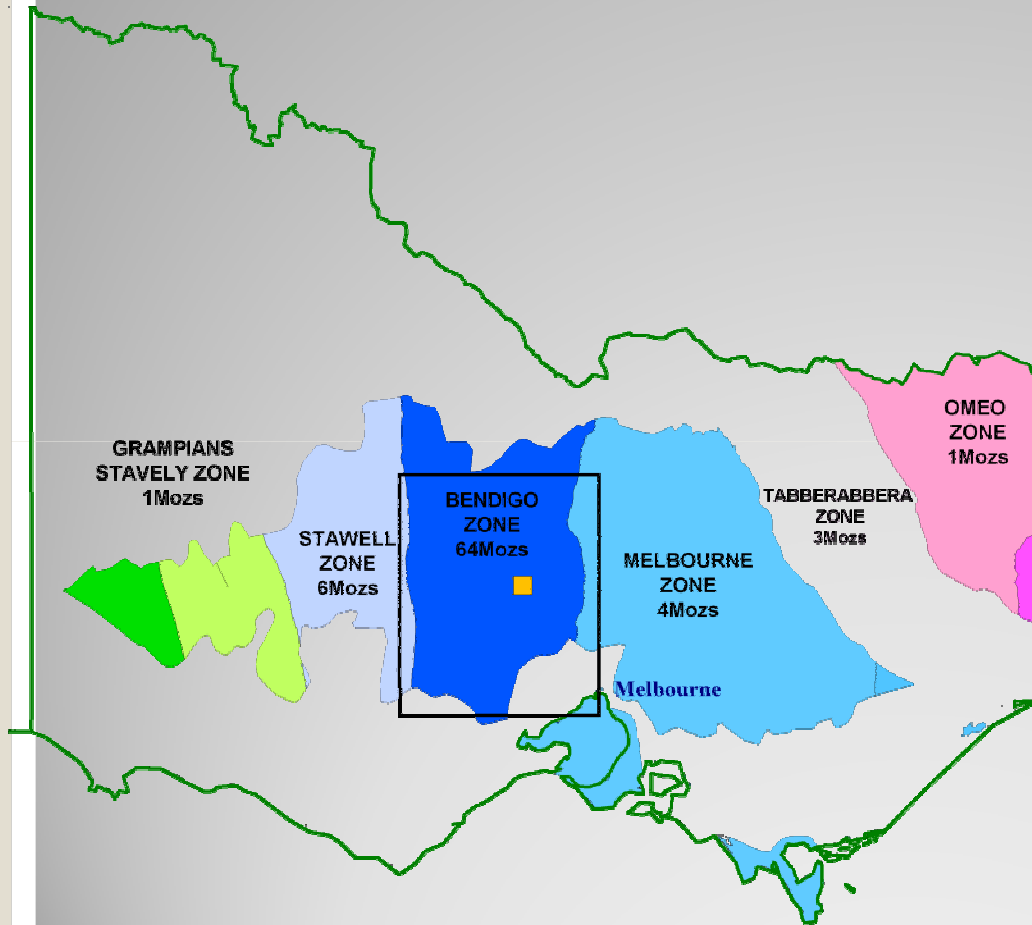 GRAMPIANS
STAVELY ZONE
1Mozs
STAWELL
ZONE
6Mozs
BENDIGO
ZONE
64Mozs
MELBOURNE
ZONE
4Mozs
TABBERABBERA
ZONE
3Mozs
OMEO
ZONE
1Mozs
Melbourne